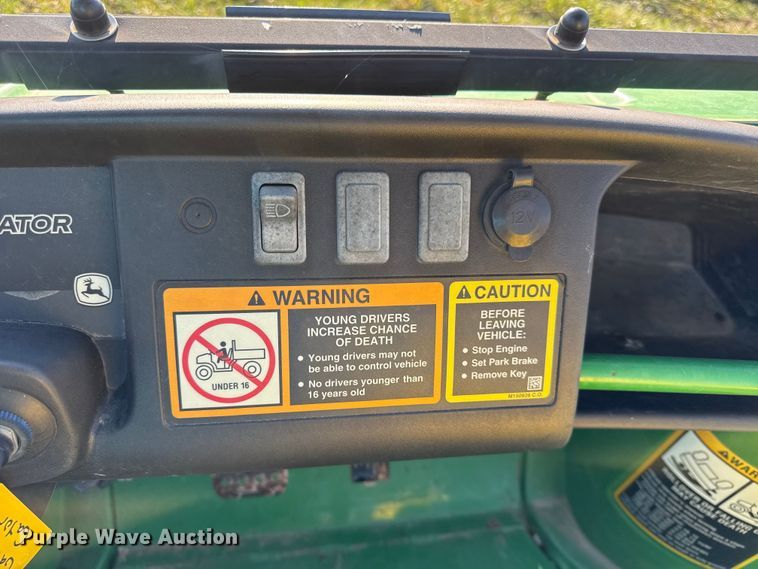 12V
ATOR
WARNING
YOUNG DRIVERS
INCREASE CHANCE
OF DEATH
• Young drivers may not
be able to control vehicle
• No drivers younger than
16 years old
UNDER 16
CAUTION
BEFORE
LEAVING
VEHICLE:
• Stop Engine
• Set Park Brake
• Remove Key
Purple Wave Auction